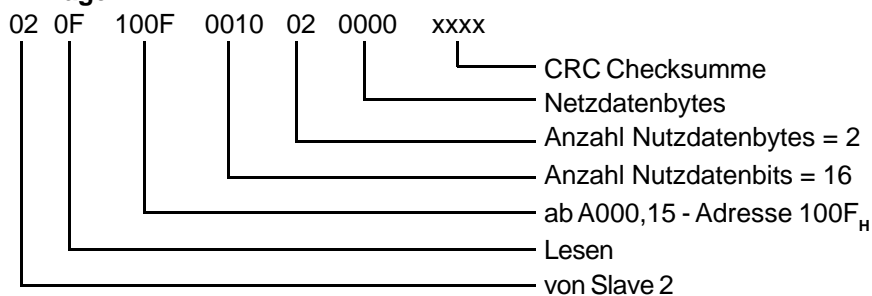 02 0F 100F 0010 02 0000 xxxx
CRC Checksumme
Netzdatenbytes
Anzahl Nutzdatenbytes = 2
Anzahl Nutzdatenbits = 16
ab A000,15 - Adresse 100FH
Lesen
von Slave 2